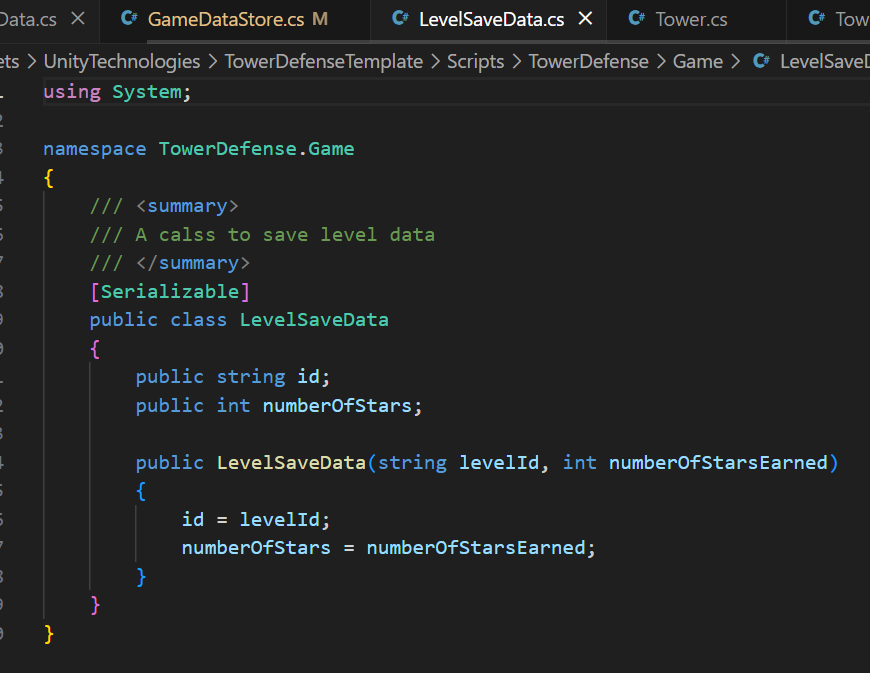 Data.cs
C# GameDataStore.cs M
C# LevelSaveData.cs
C# Tower.cs
C# Tow
ets > UnityTechnologies > TowerDefenseTemplate > Scripts > TowerDefense > Game > C# LevelSaveD
using System;
namespace TowerDefense.Game
{
/// <summary>
/// A calss to save level data
/// </summary>
[Serializable]
public class LevelSaveData
{
public string id;
public int numberOfStars;
public LevelSaveData(string levelId, int numberOfStarsEarned)
{
id = levelId;
numberOfStars = numberOfStarsEarned;
}
}
}